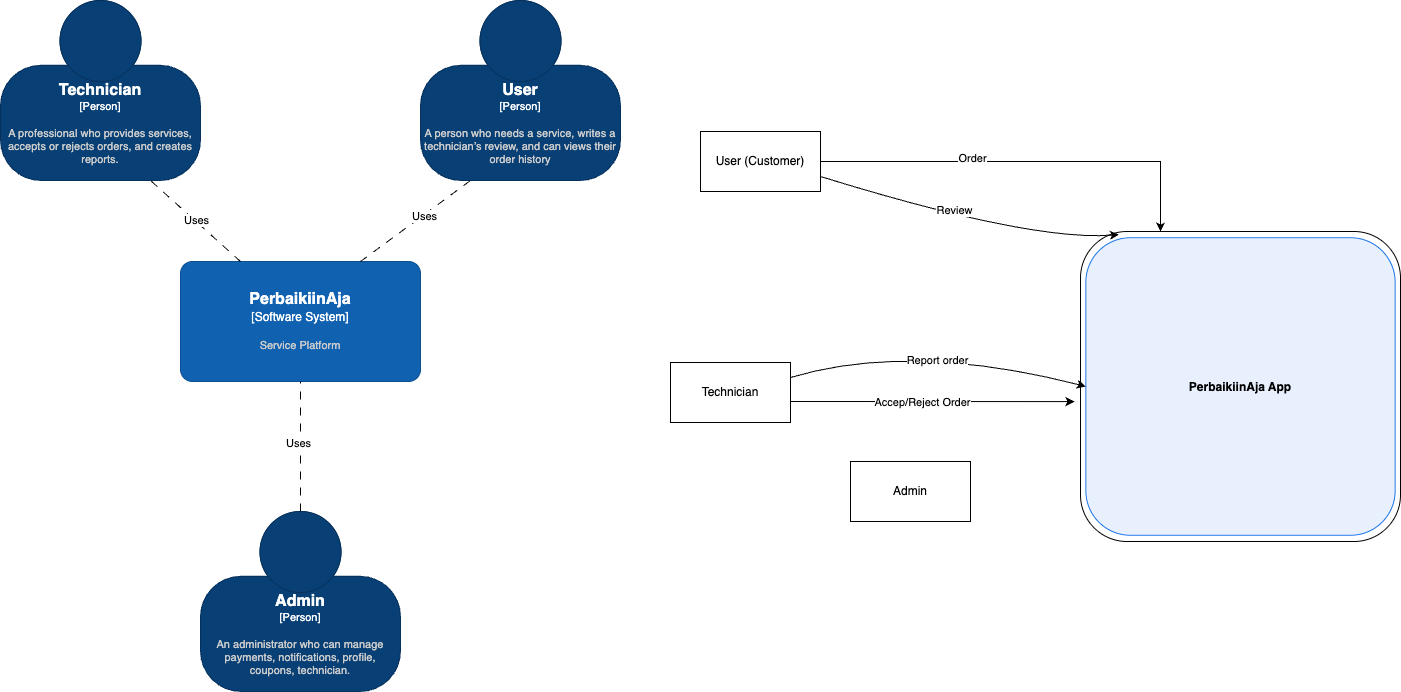 Technician
[Person]
A professional who provides services,
accepts or rejects orders, and creates
reports.
User
[Person]
A person who needs a service, writes a
technician's review, and can views their
order history
Uses
Uses
PerbaikiinAja
[Software System]
Service Platform
Uses
Admin
[Person]
An administrator who can manage
payments, notifications, profile,
coupons, technician.
User (Customer)
Order
Review
Technician
Report order
Accep/Reject Order
Admin
PerbaikiinAja App